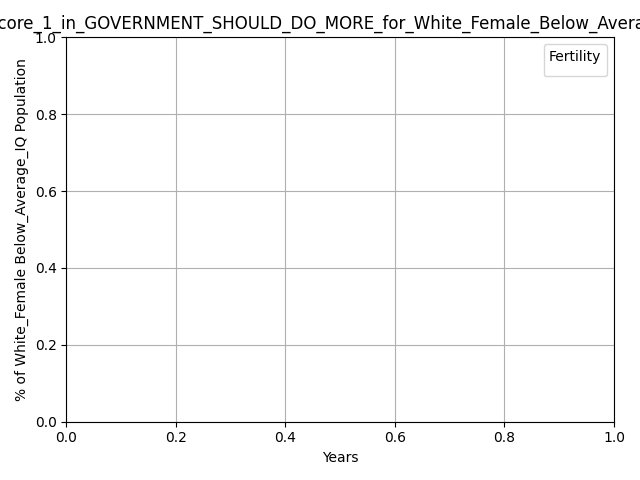 core_1_in_GOVERNMENT_SHOULD_DO_MORE_for_White_Female_Below_Avera
Fertility
% of White_Female Below_Average_IQ Population
1.0
0.8
0.6
0.4
0.2
0.0
0.0 0.2 0.4 0.6 0.8 1.0
Years